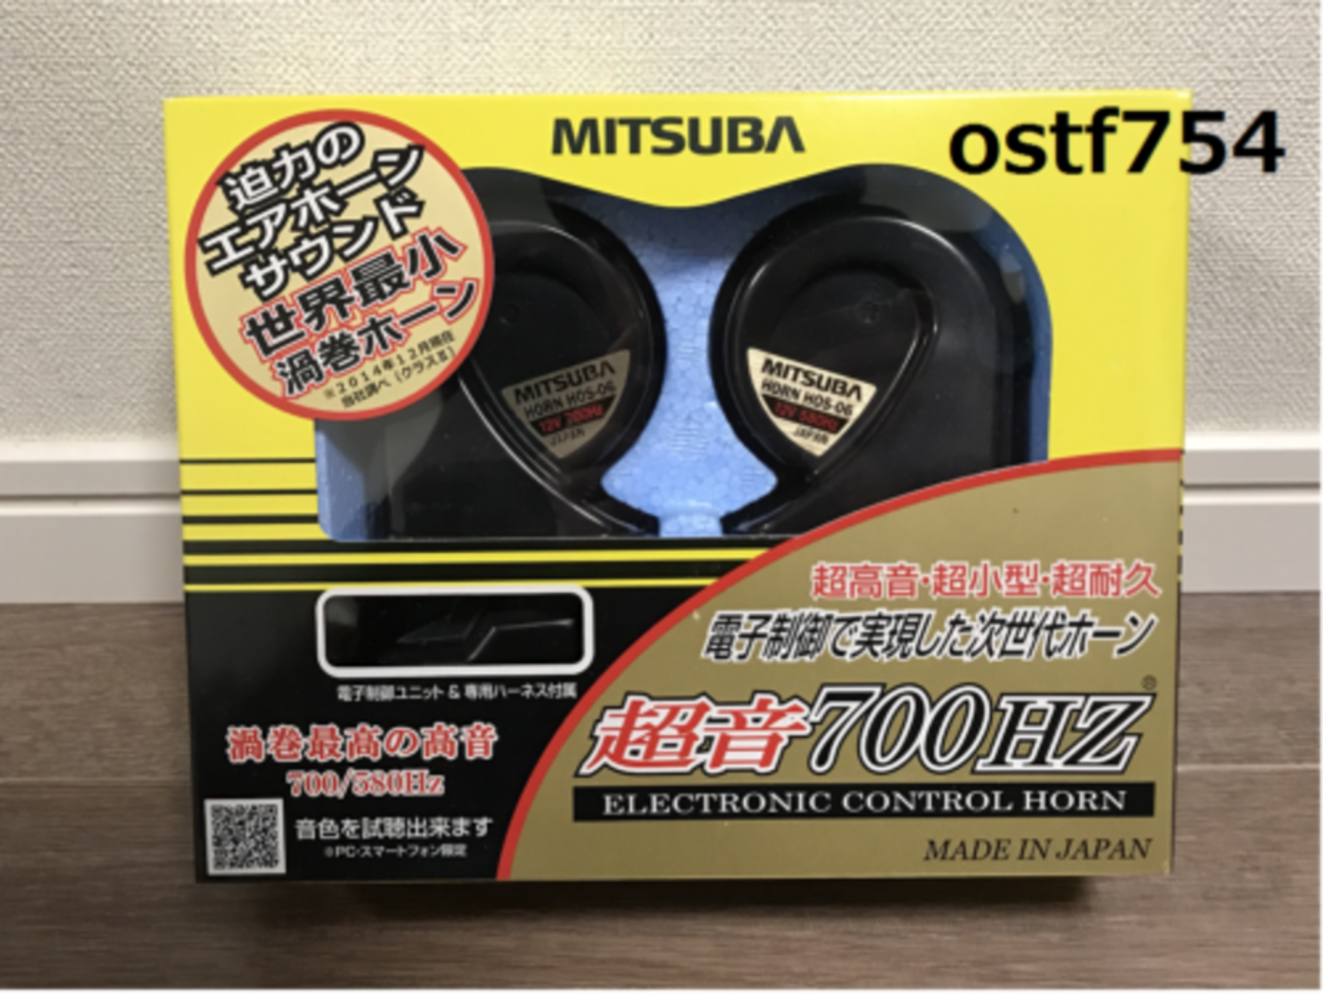 MITSUBA
ostf754
迫力の
エアホーン
サウンド
世界最小
渦巻ホーン
※2014年12月現在
当社調べ(クラスⅡ)
MITSUBA
HORN HOS-06
12V 700Hz
JAPAN
MITSUBA
HORN HOS-06
12V 580Hz
JAPAN
超高音・超小型・超耐久
電子制御で実現した次世代ホーン
超音700HZ®
ELECTRONIC CONTROL HORN
MADE IN JAPAN
電子制御ユニット & 専用ハーネス付属
渦巻最高の高音
700/580Hz
音色を試聴出来ます
※PC・スマートフォン限定